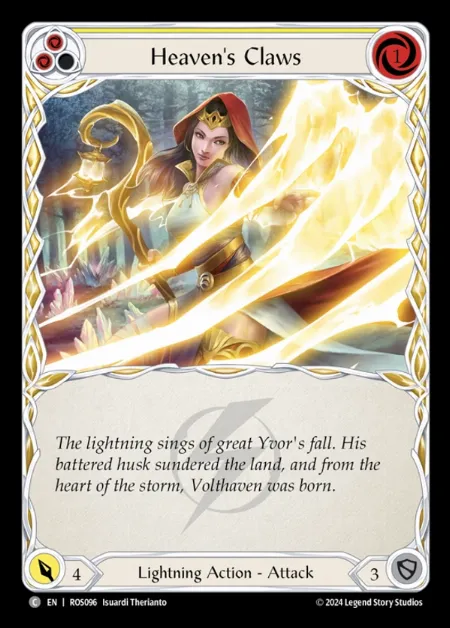 Heaven's Claws
1
The lightning sings of great Yvor's fall. His
battered husk sundered the land, and from the
heart of the storm, Volthaven was born.
4
Lightning Action - Attack
3
C EN | ROS096 Isuardi Therianto
© 2024 Legend Story Studios